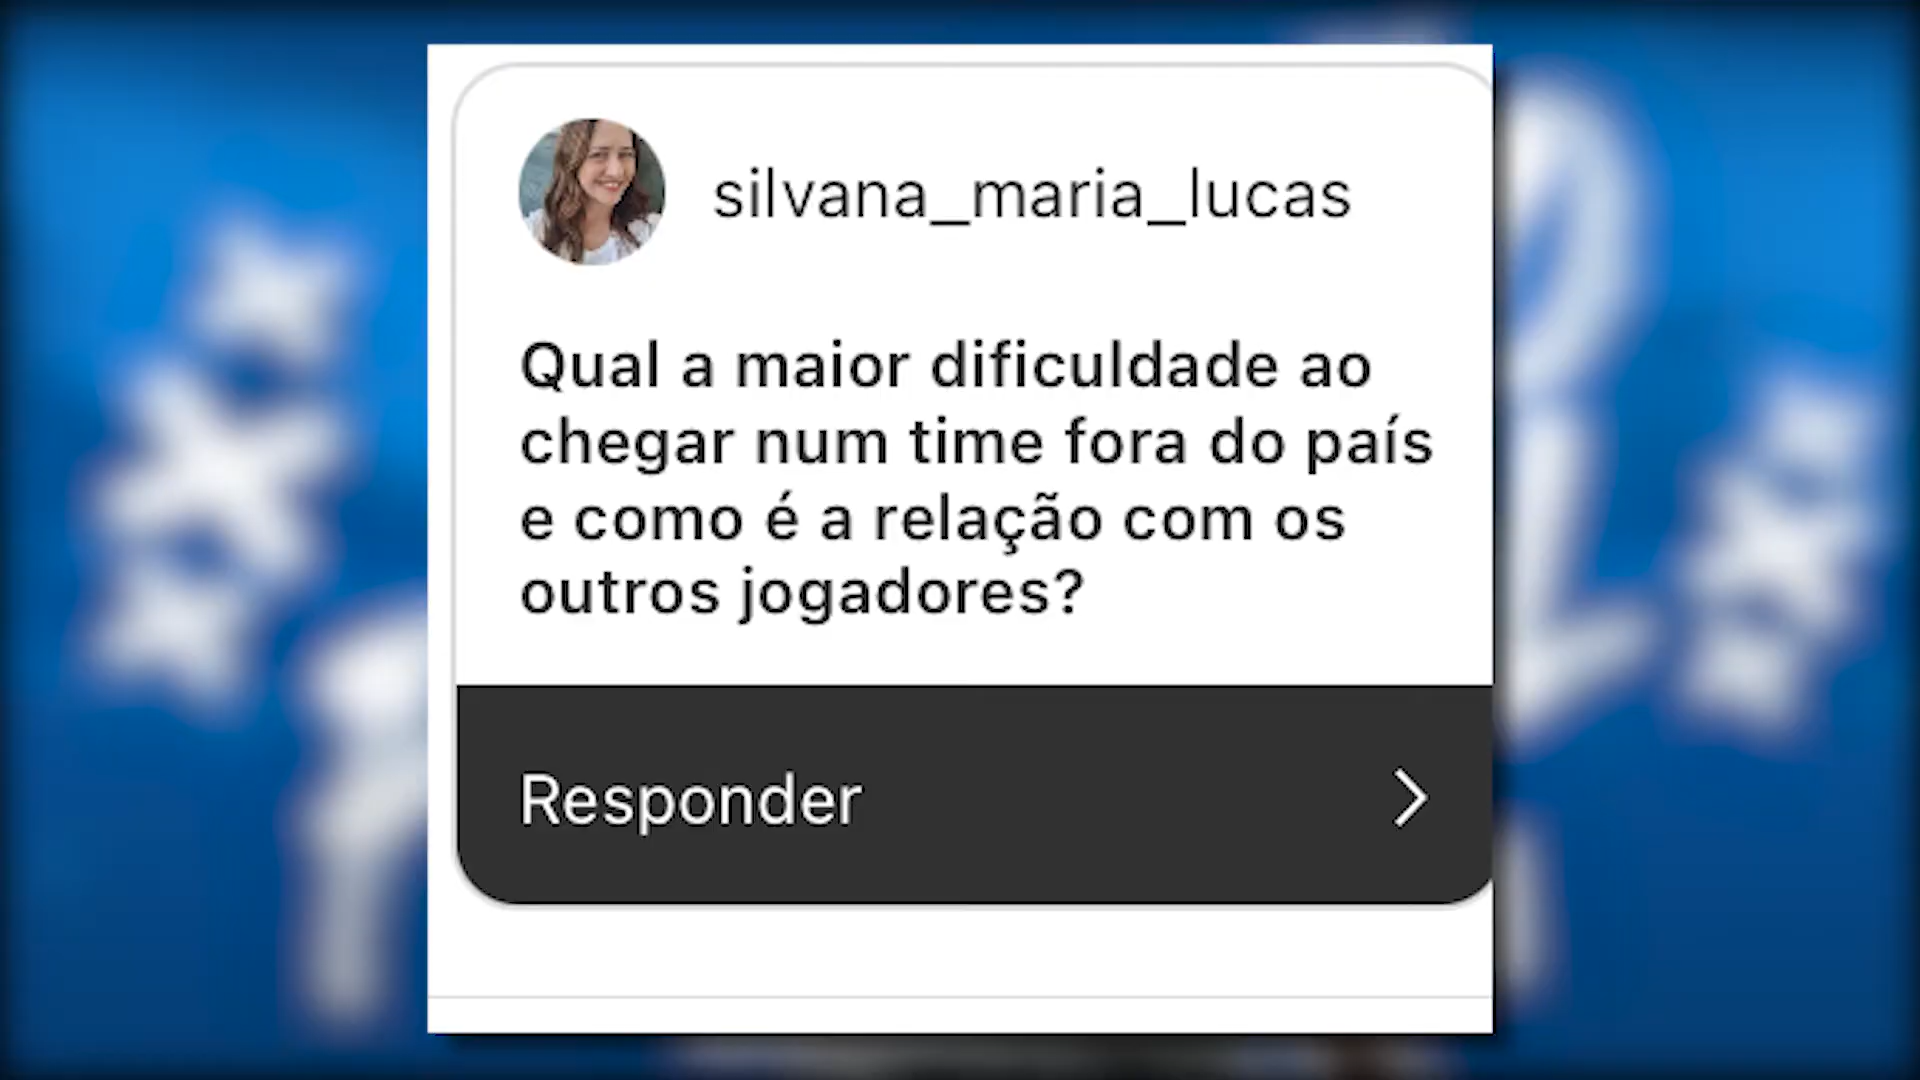 silvana_maria_lucas
Qual a maior dificuldade ao
chegar num time fora do país
e como é a relação com os
outros jogadores?
Responder